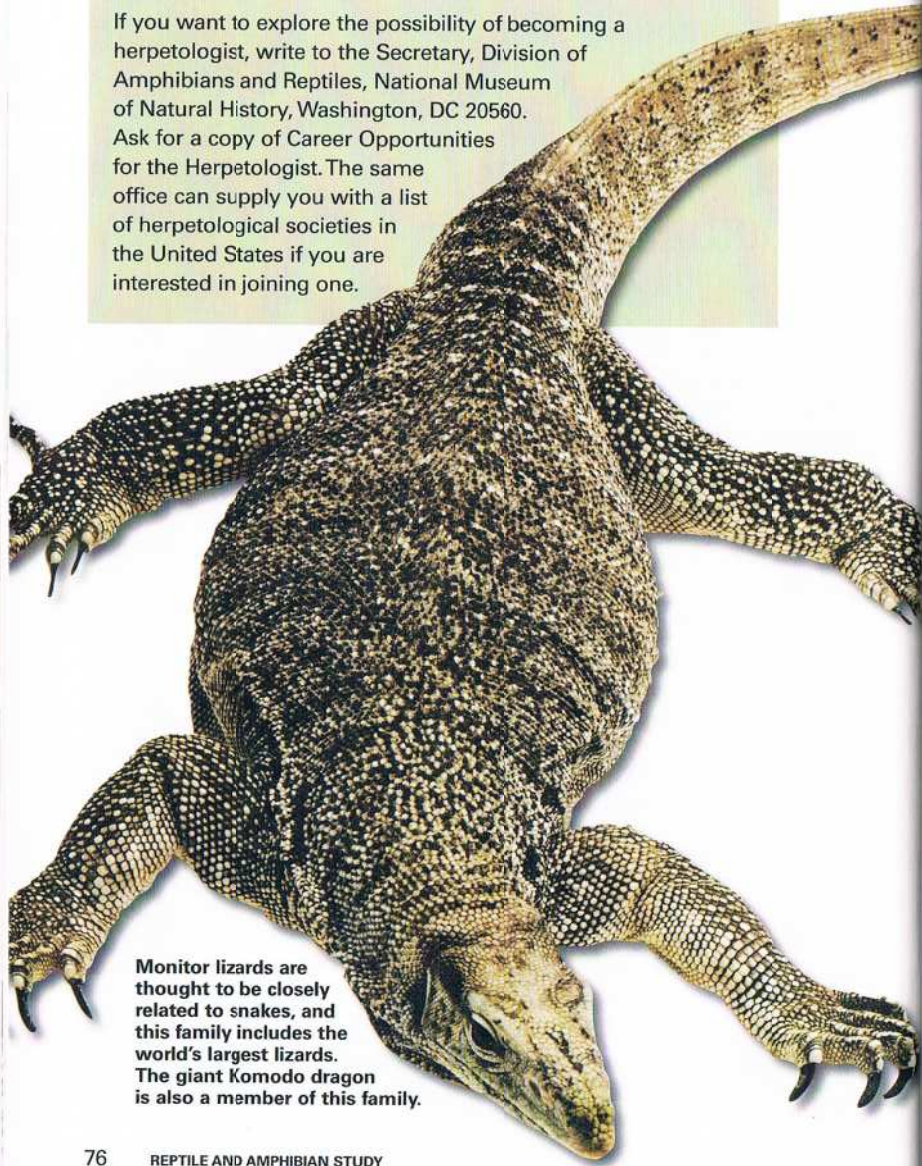 If you want to explore the possibility of becoming a
herpetologist, write to the Secretary, Division of
Amphibians and Reptiles, National Museum
of Natural History, Washington, DC 20560.
Ask for a copy of Career Opportunities
for the Herpetologist. The same
office can supply you with a list
of herpetological societies in
the United States if you are
interested in joining one.
Monitor lizards are
thought to be closely
related to snakes, and
this family includes the
world's largest lizards.
The giant Komodo dragon
is also a member of this family.
76 REPTILE AND AMPHIBIAN STUDY